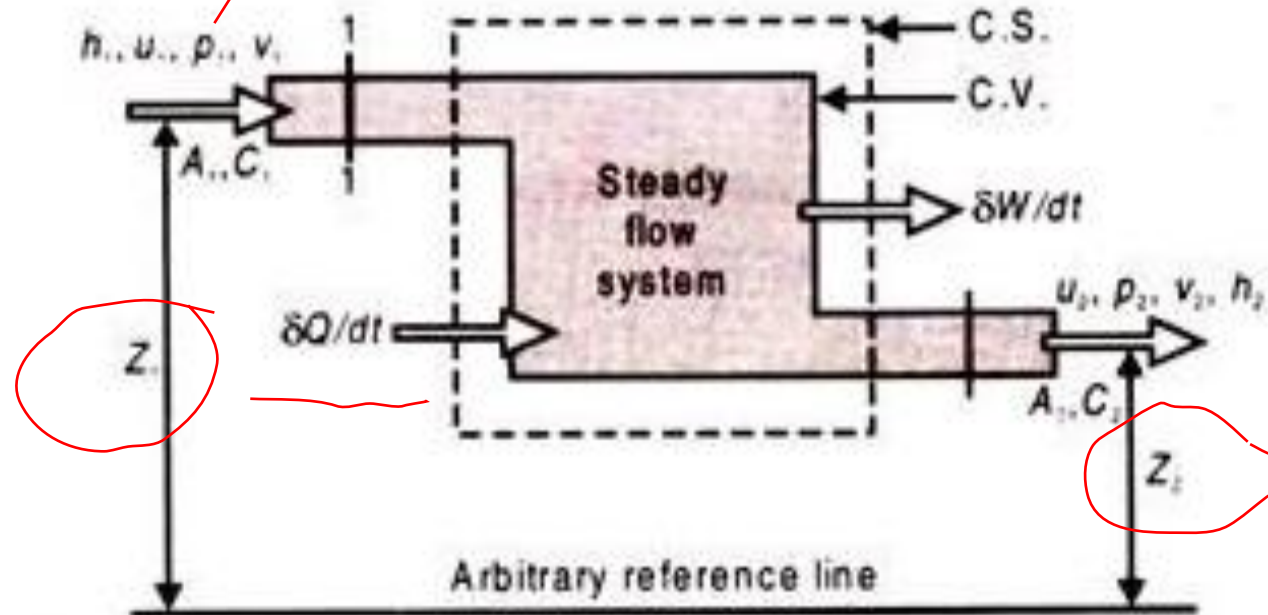 h₁, u₁, p₁, v₁
1
C.S.
C.V.
A₁, C₁
1
Steady
flow
system
δW/dt
u₂, p₂, v₂, h₂
δQ/dt
Z₁
A₂, C₂
Z₂
Arbitrary reference line